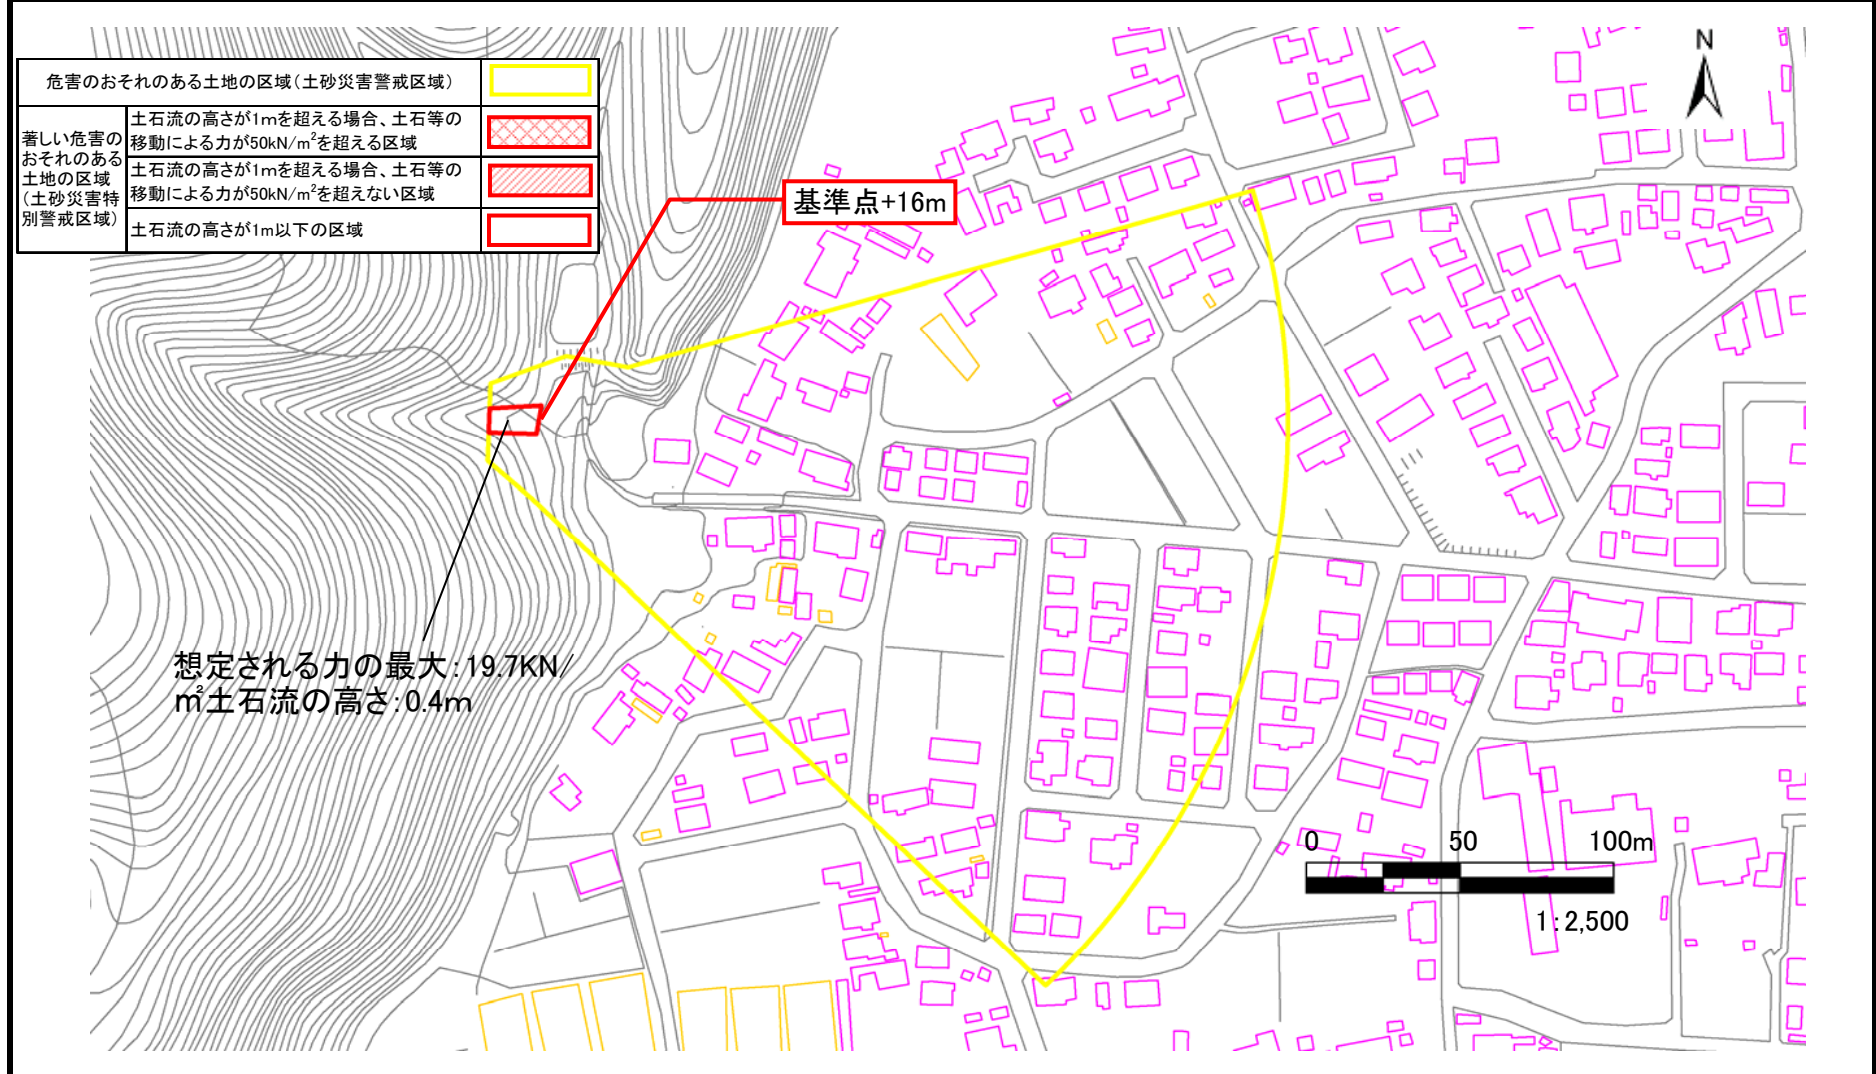 危害のおそれのある土地の区域(土砂災害警戒区域)
著しい危害の
おそれのある
土地の区域
(土砂災害特
別警戒区域)
土石流の高さが1mを超える場合、土石等の
移動による力が50kN/m²を超える区域
土石流の高さが1mを超える場合、土石等の
移動による力が50kN/m²を超えない区域
土石流の高さが1m以下の区域
基準点+16m
N
想定される力の最大:19.7KN/
㎡土石流の高さ:0.4m
0 50 100m
1:2,500